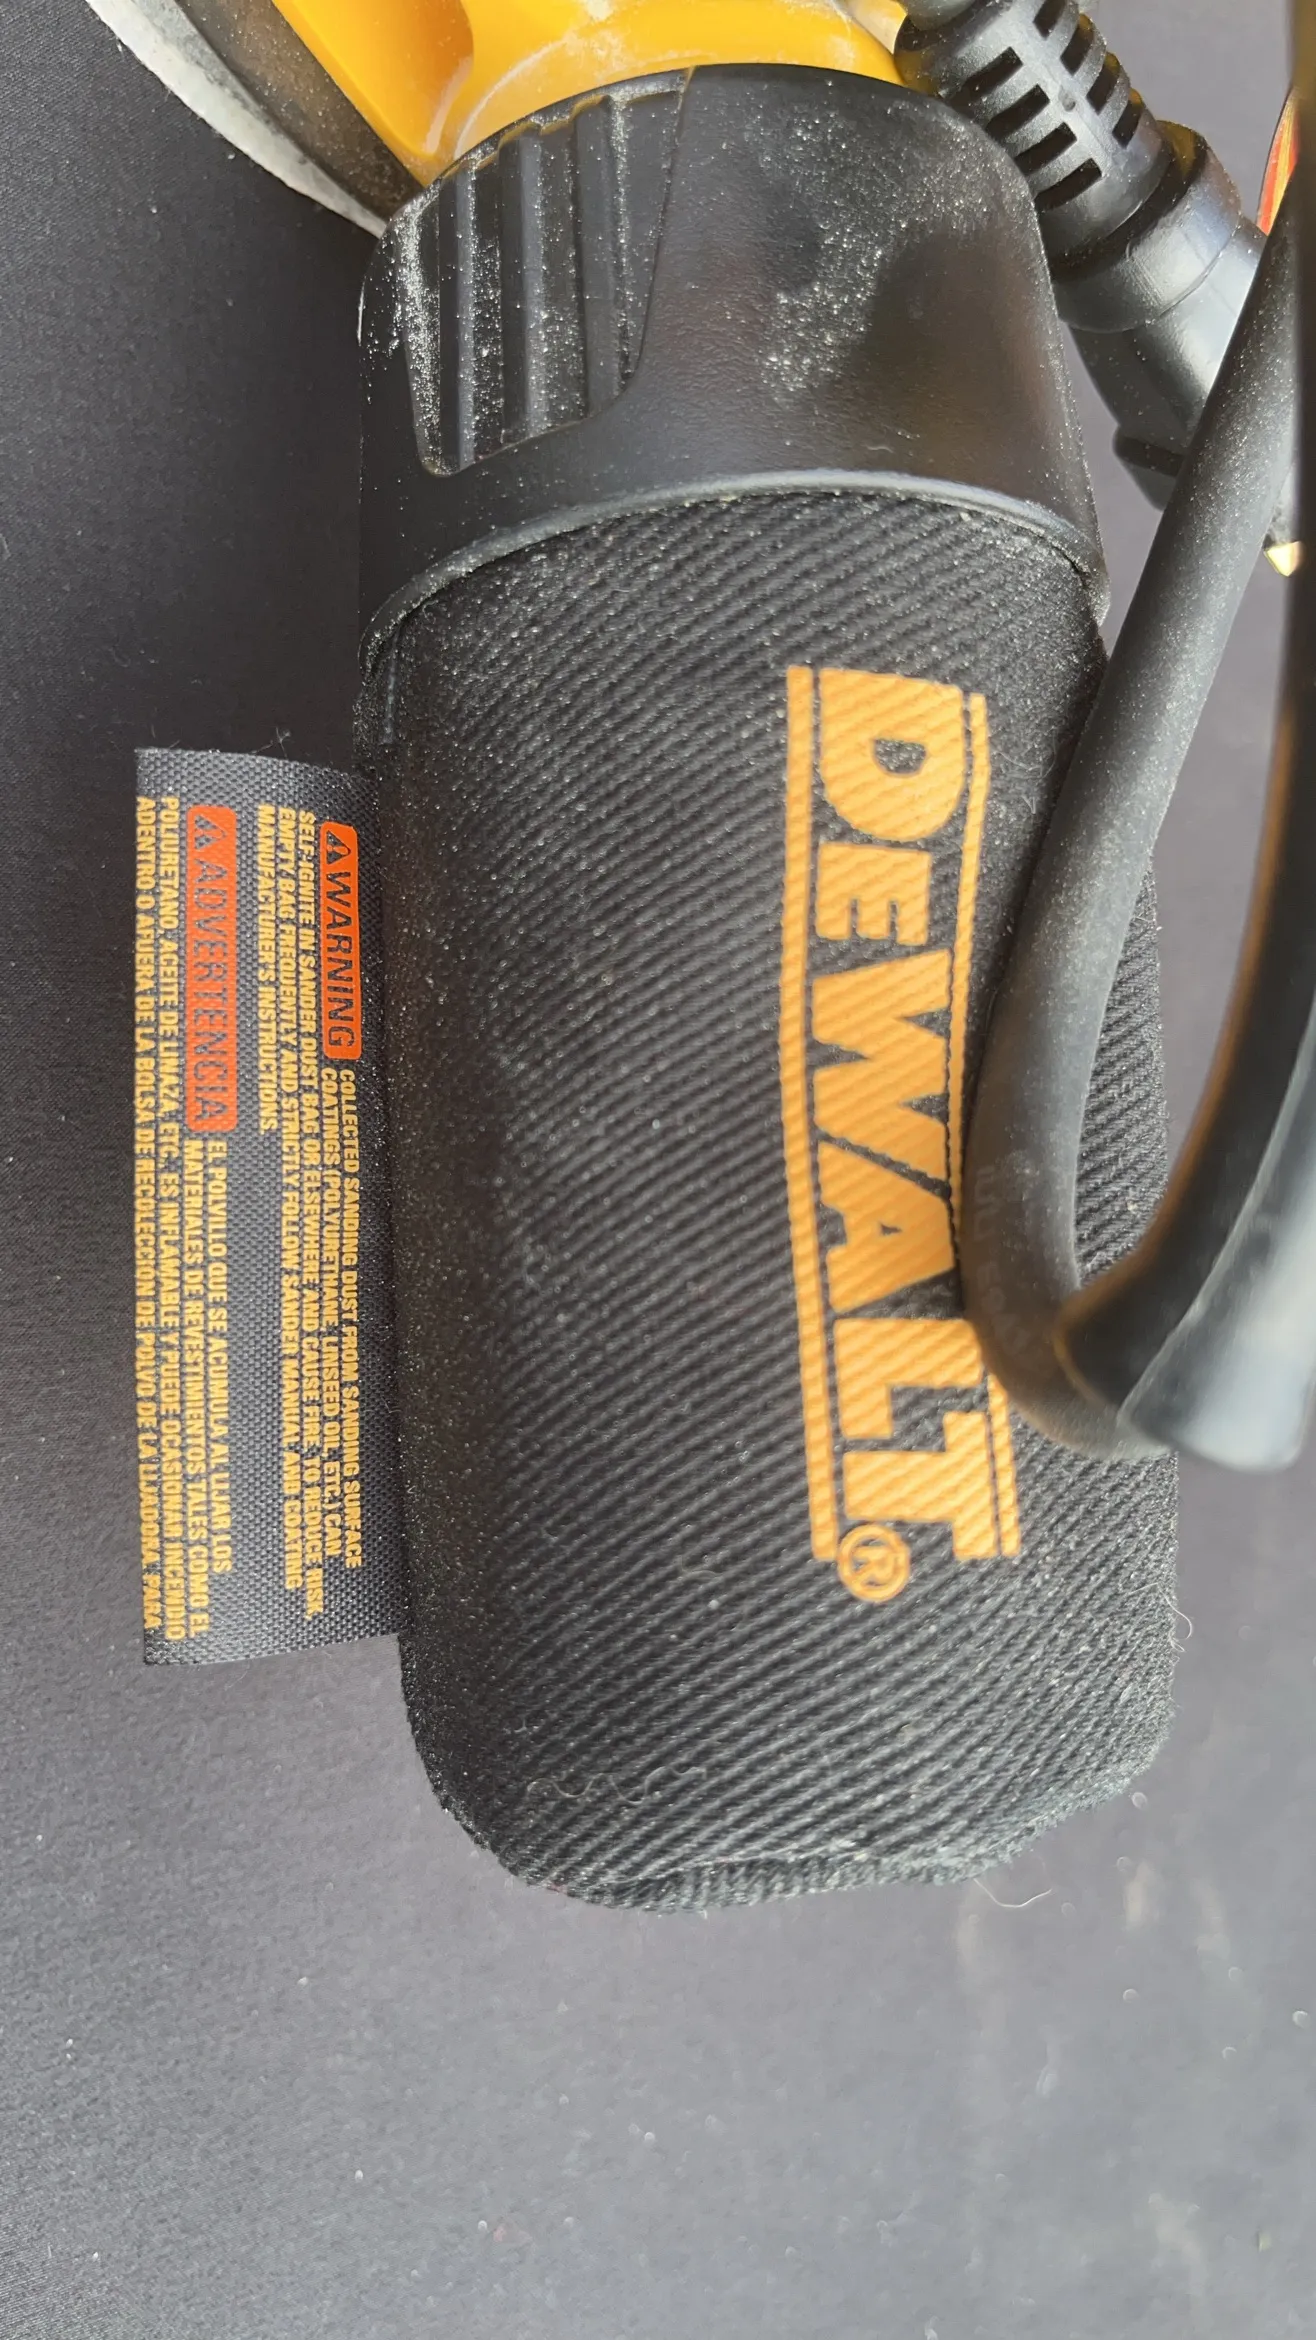 DEWALT®
WARNING COLLECTED SANDING DUST FROM SANDING SURFACE
COATINGS (POLYURETHANE, LINSEED OIL, ETC.) CAN
SELF-IGNITE IN SANDER DUST BAG OR ELSEWHERE AND CAUSE FIRE. TO REDUCE RISK,
EMPTY BAG FREQUENTLY AND STRICTLY FOLLOW SANDER MANUAL AND COATING
MANUFACTURER'S INSTRUCTIONS.
ADVERTENCIA EL POLVILLO QUE SE ACUMULA AL LIJAR LOS
MATERIALES DE REVESTIMIENTOS TALES COMO EL
POLIURETANO, ACEITE DE LINAZA, ETC. ES INFLAMABLE Y PUEDE OCASIONAR INCENDIO
ADENTRO O AFUERA DE LA BOLSA DE RECOLECCION DE POLVO DE LA LIJADORA. PARA